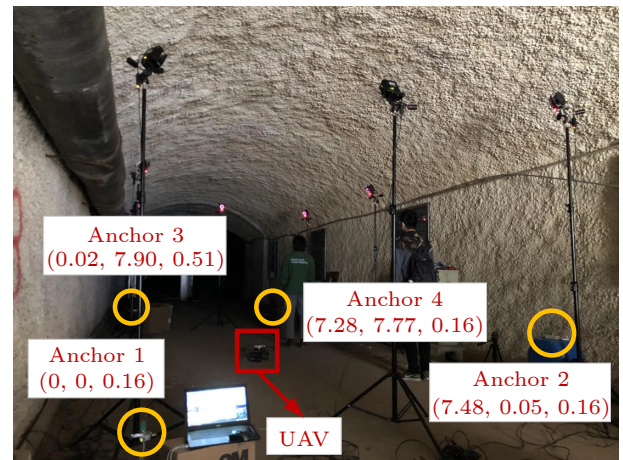 Anchor 3
(0.02, 7.90, 0.51)
Anchor 4
(7.28, 7.77, 0.16)
Anchor 1
(0, 0, 0.16)
Anchor 2
(7.48, 0.05, 0.16)
UAV